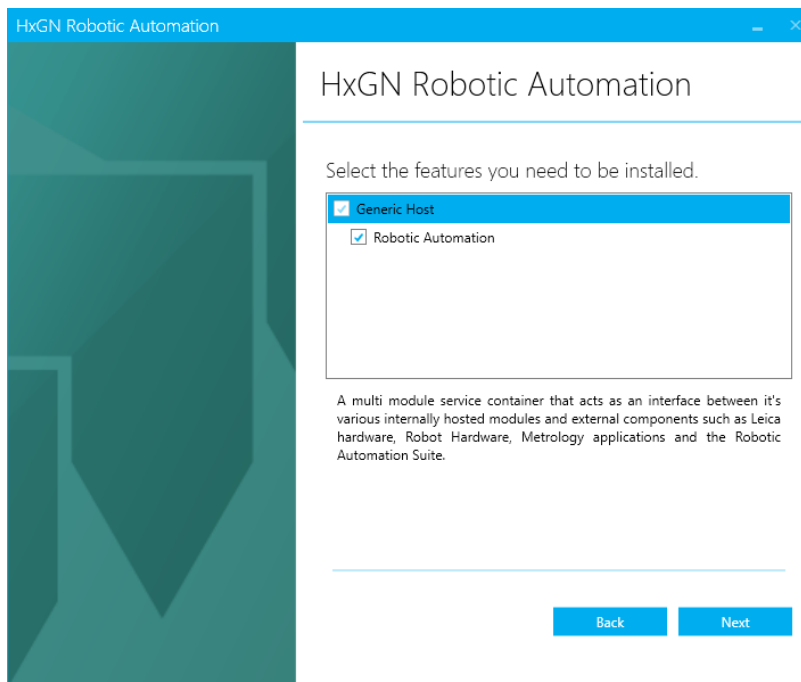 HxGN Robotic Automation
HxGN Robotic Automation
Select the features you need to be installed.
Generic Host
Robotic Automation
A multi module service container that acts as an interface between it's
various internally hosted modules and external components such as Leica
hardware, Robot Hardware, Metrology applications and the Robotic
Automation Suite.
Back
Next